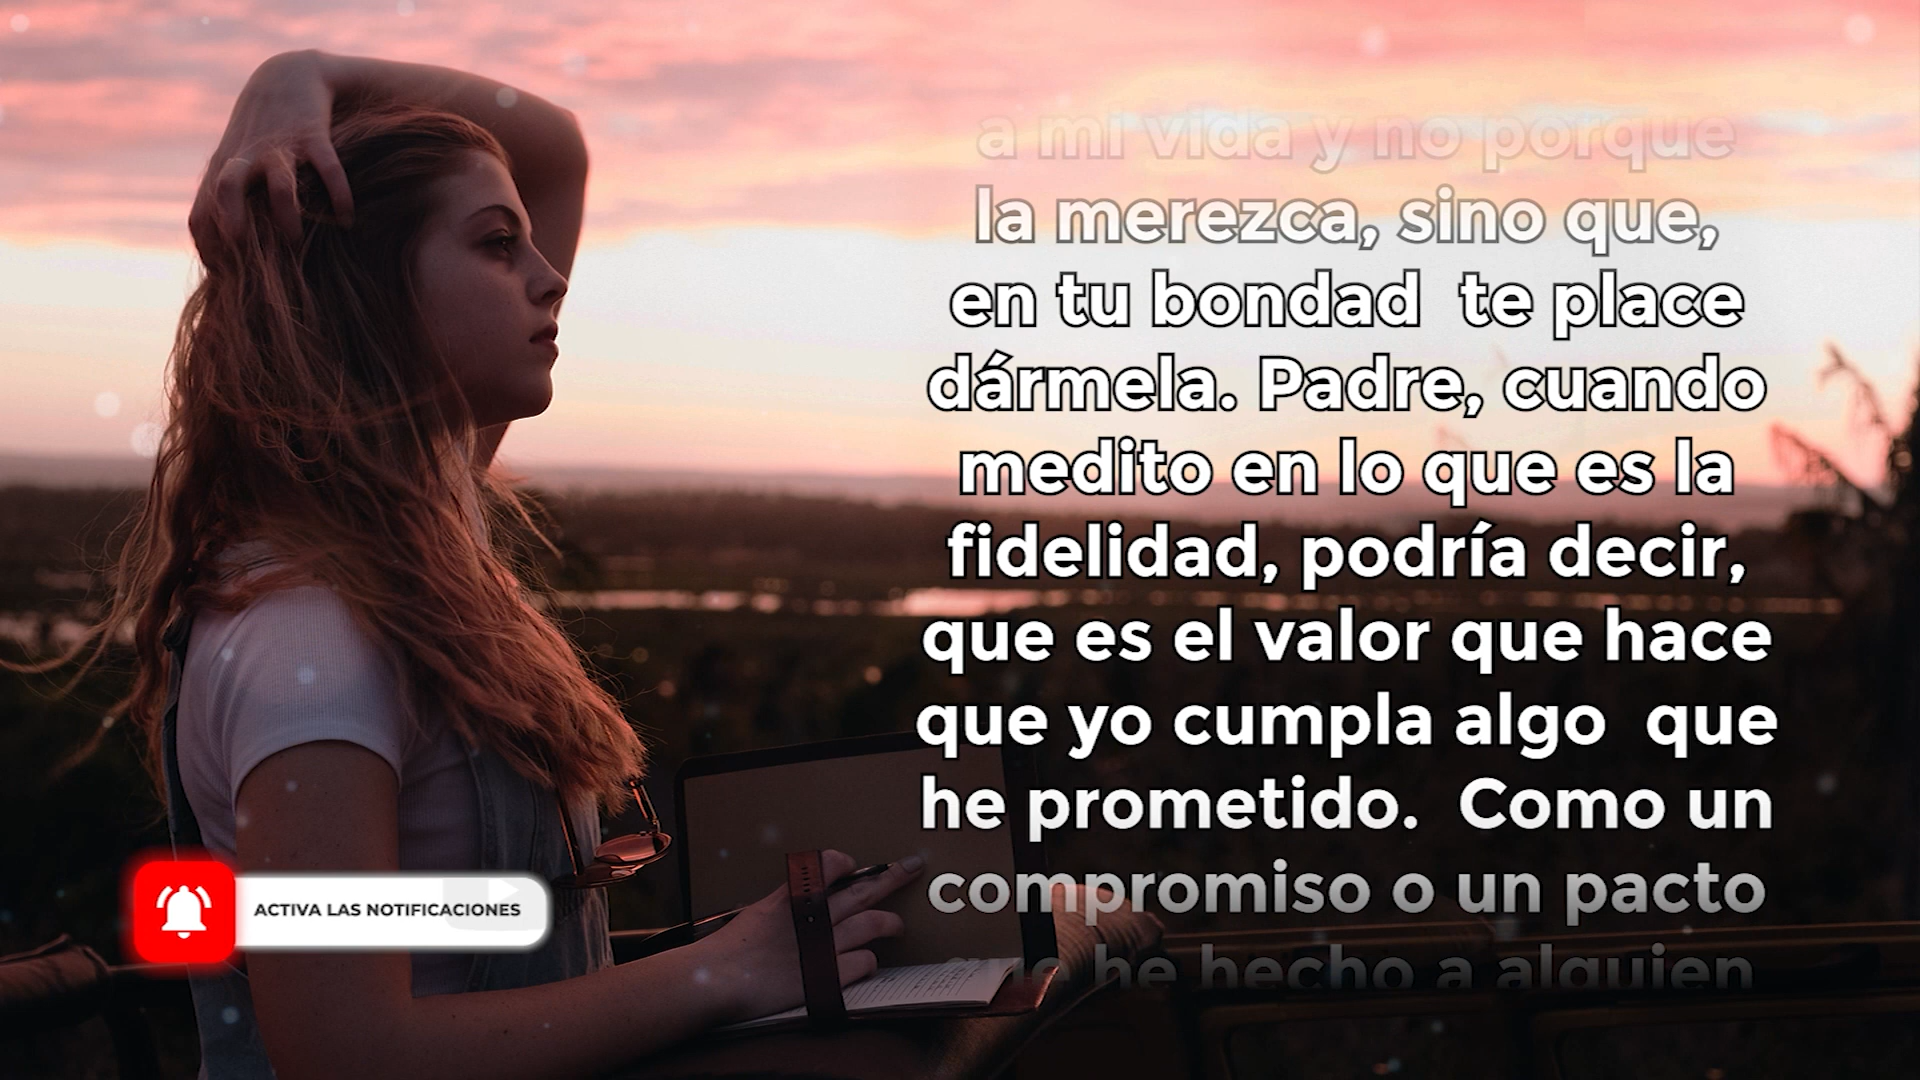 a mi vida y no porque
la merezca, sino que,
en tu bondad  te place
dármela. Padre, cuando
medito en lo que es la
fidelidad, podría decir,
que es el valor que hace
que yo cumpla algo  que
he prometido.  Como un
compromiso o un pacto
que he hecho a alguien
ACTIVA LAS NOTIFICACIONES